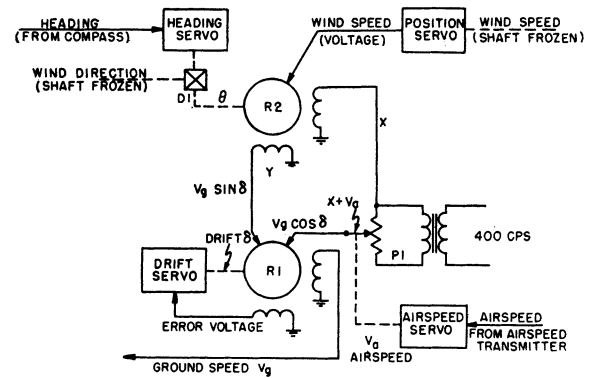 HEADING
(FROM COMPASS)
HEADING
SERVO
WIND SPEED
(VOLTAGE)
POSITION
SERVO
WIND SPEED
(SHAFT FROZEN)
WIND DIRECTION
(SHAFT FROZEN)
D1
θ
R2
X
Y
Vg SIN δ
X+Va
Vg COS δ
400 CPS
DRIFT δ
P1
DRIFT
SERVO
R1
ERROR VOLTAGE
AIRSPEED
SERVO
AIRSPEED
FROM AIRSPEED
TRANSMITTER
Va
AIRSPEED
GROUND SPEED Vg